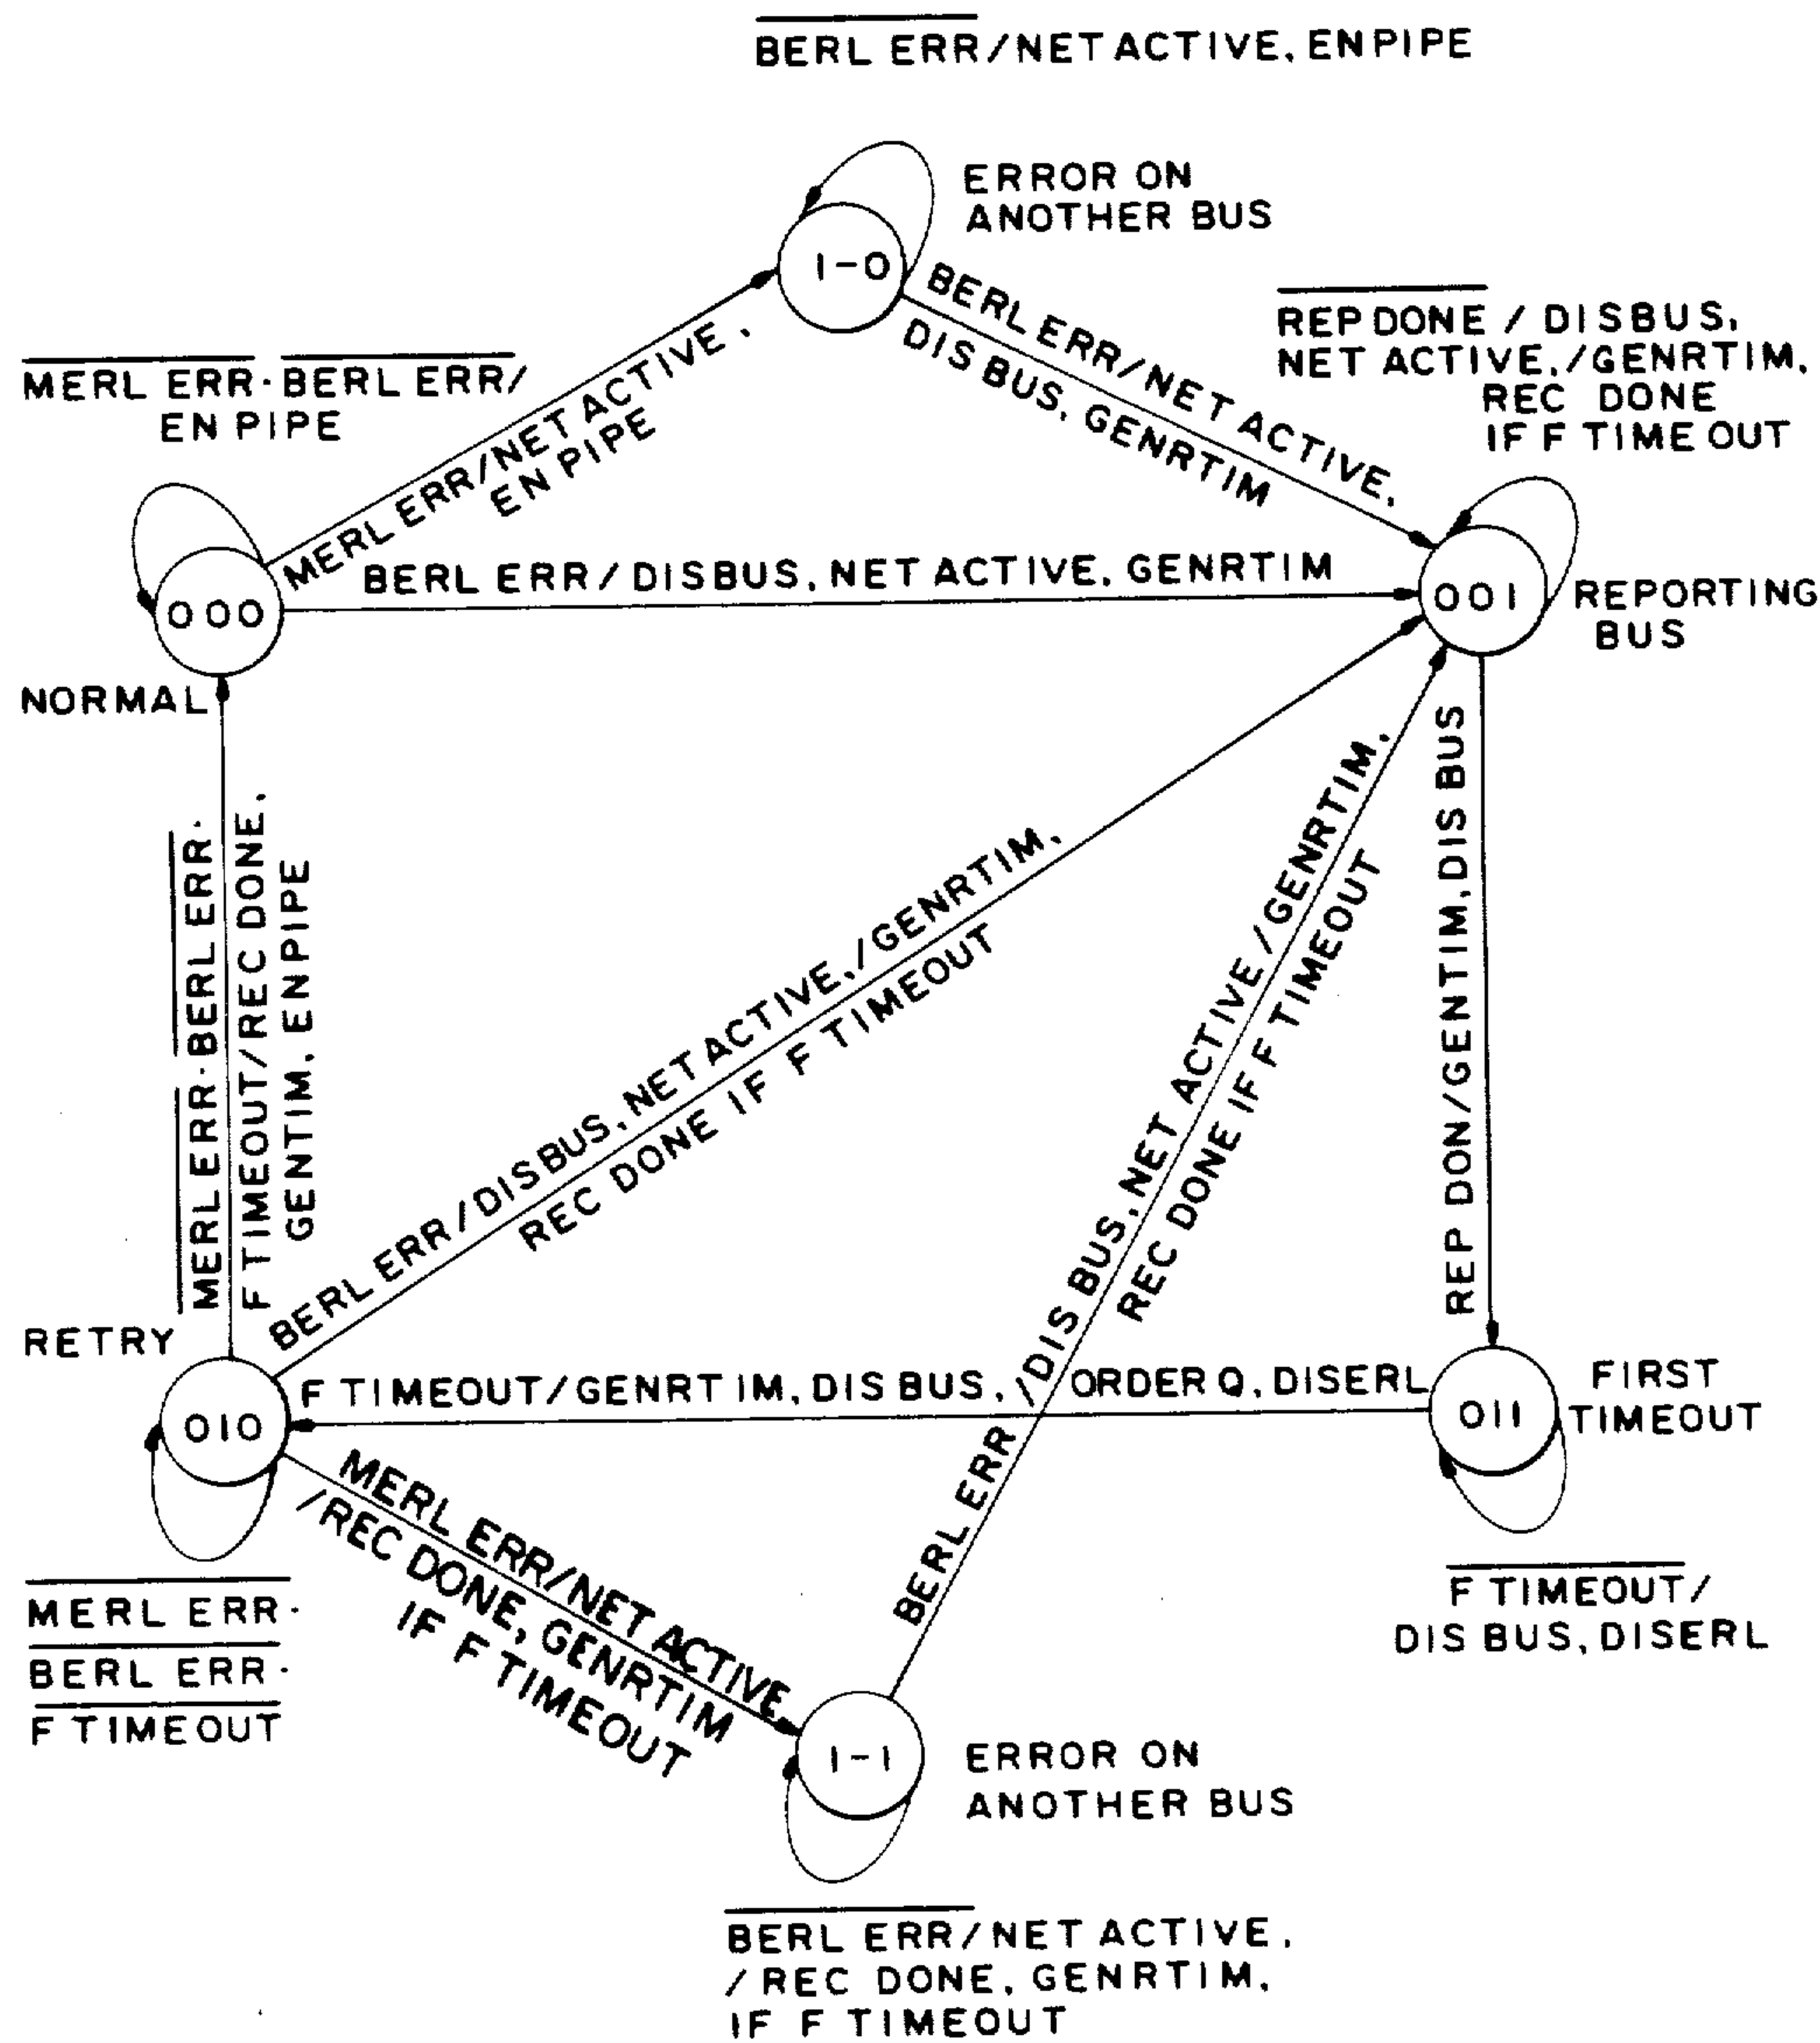 BERL ERR/NET ACTIVE, EN PIPE
ERROR ON
ANOTHER BUS
1-0
BERL ERR/NET ACTIVE,
DIS BUS, GENRTIM
REP DONE / DISBUS,
NET ACTIVE,/GENRTIM,
REC DONE
IF F TIME OUT
MERL ERR·BERL ERR/
EN PIPE
MERL ERR/NET ACTIVE,
EN PIPE
BERL ERR/DISBUS, NET ACTIVE, GENRTIM
000
NORMAL
001
REPORTING
BUS
MERL ERR·BERL ERR·
F TIMEOUT/REC DONE,
GENTIM, ENPIPE
BERL ERR/DISBUS, NET ACTIVE,/GENRTIM,
REC DONE IF F TIMEOUT
BERL ERR/DIS BUS, NET ACTIVE/GENRTIM,
REC DONE IF F TIMEOUT
REP DON/GENTIM, DIS BUS
RETRY
010
F TIMEOUT/GENRTIM, DIS BUS, /ORDER Q, DISERL
011
FIRST
TIMEOUT
MERL ERR/NET ACTIVE
/REC DONE, GENRTIM
IF F TIMEOUT
MERL ERR·
BERL ERR·
F TIMEOUT
F TIMEOUT/
DIS BUS, DISERL
1-1
ERROR ON
ANOTHER BUS
BERL ERR/NET ACTIVE,
/REC DONE, GENRTIM,
IF F TIMEOUT